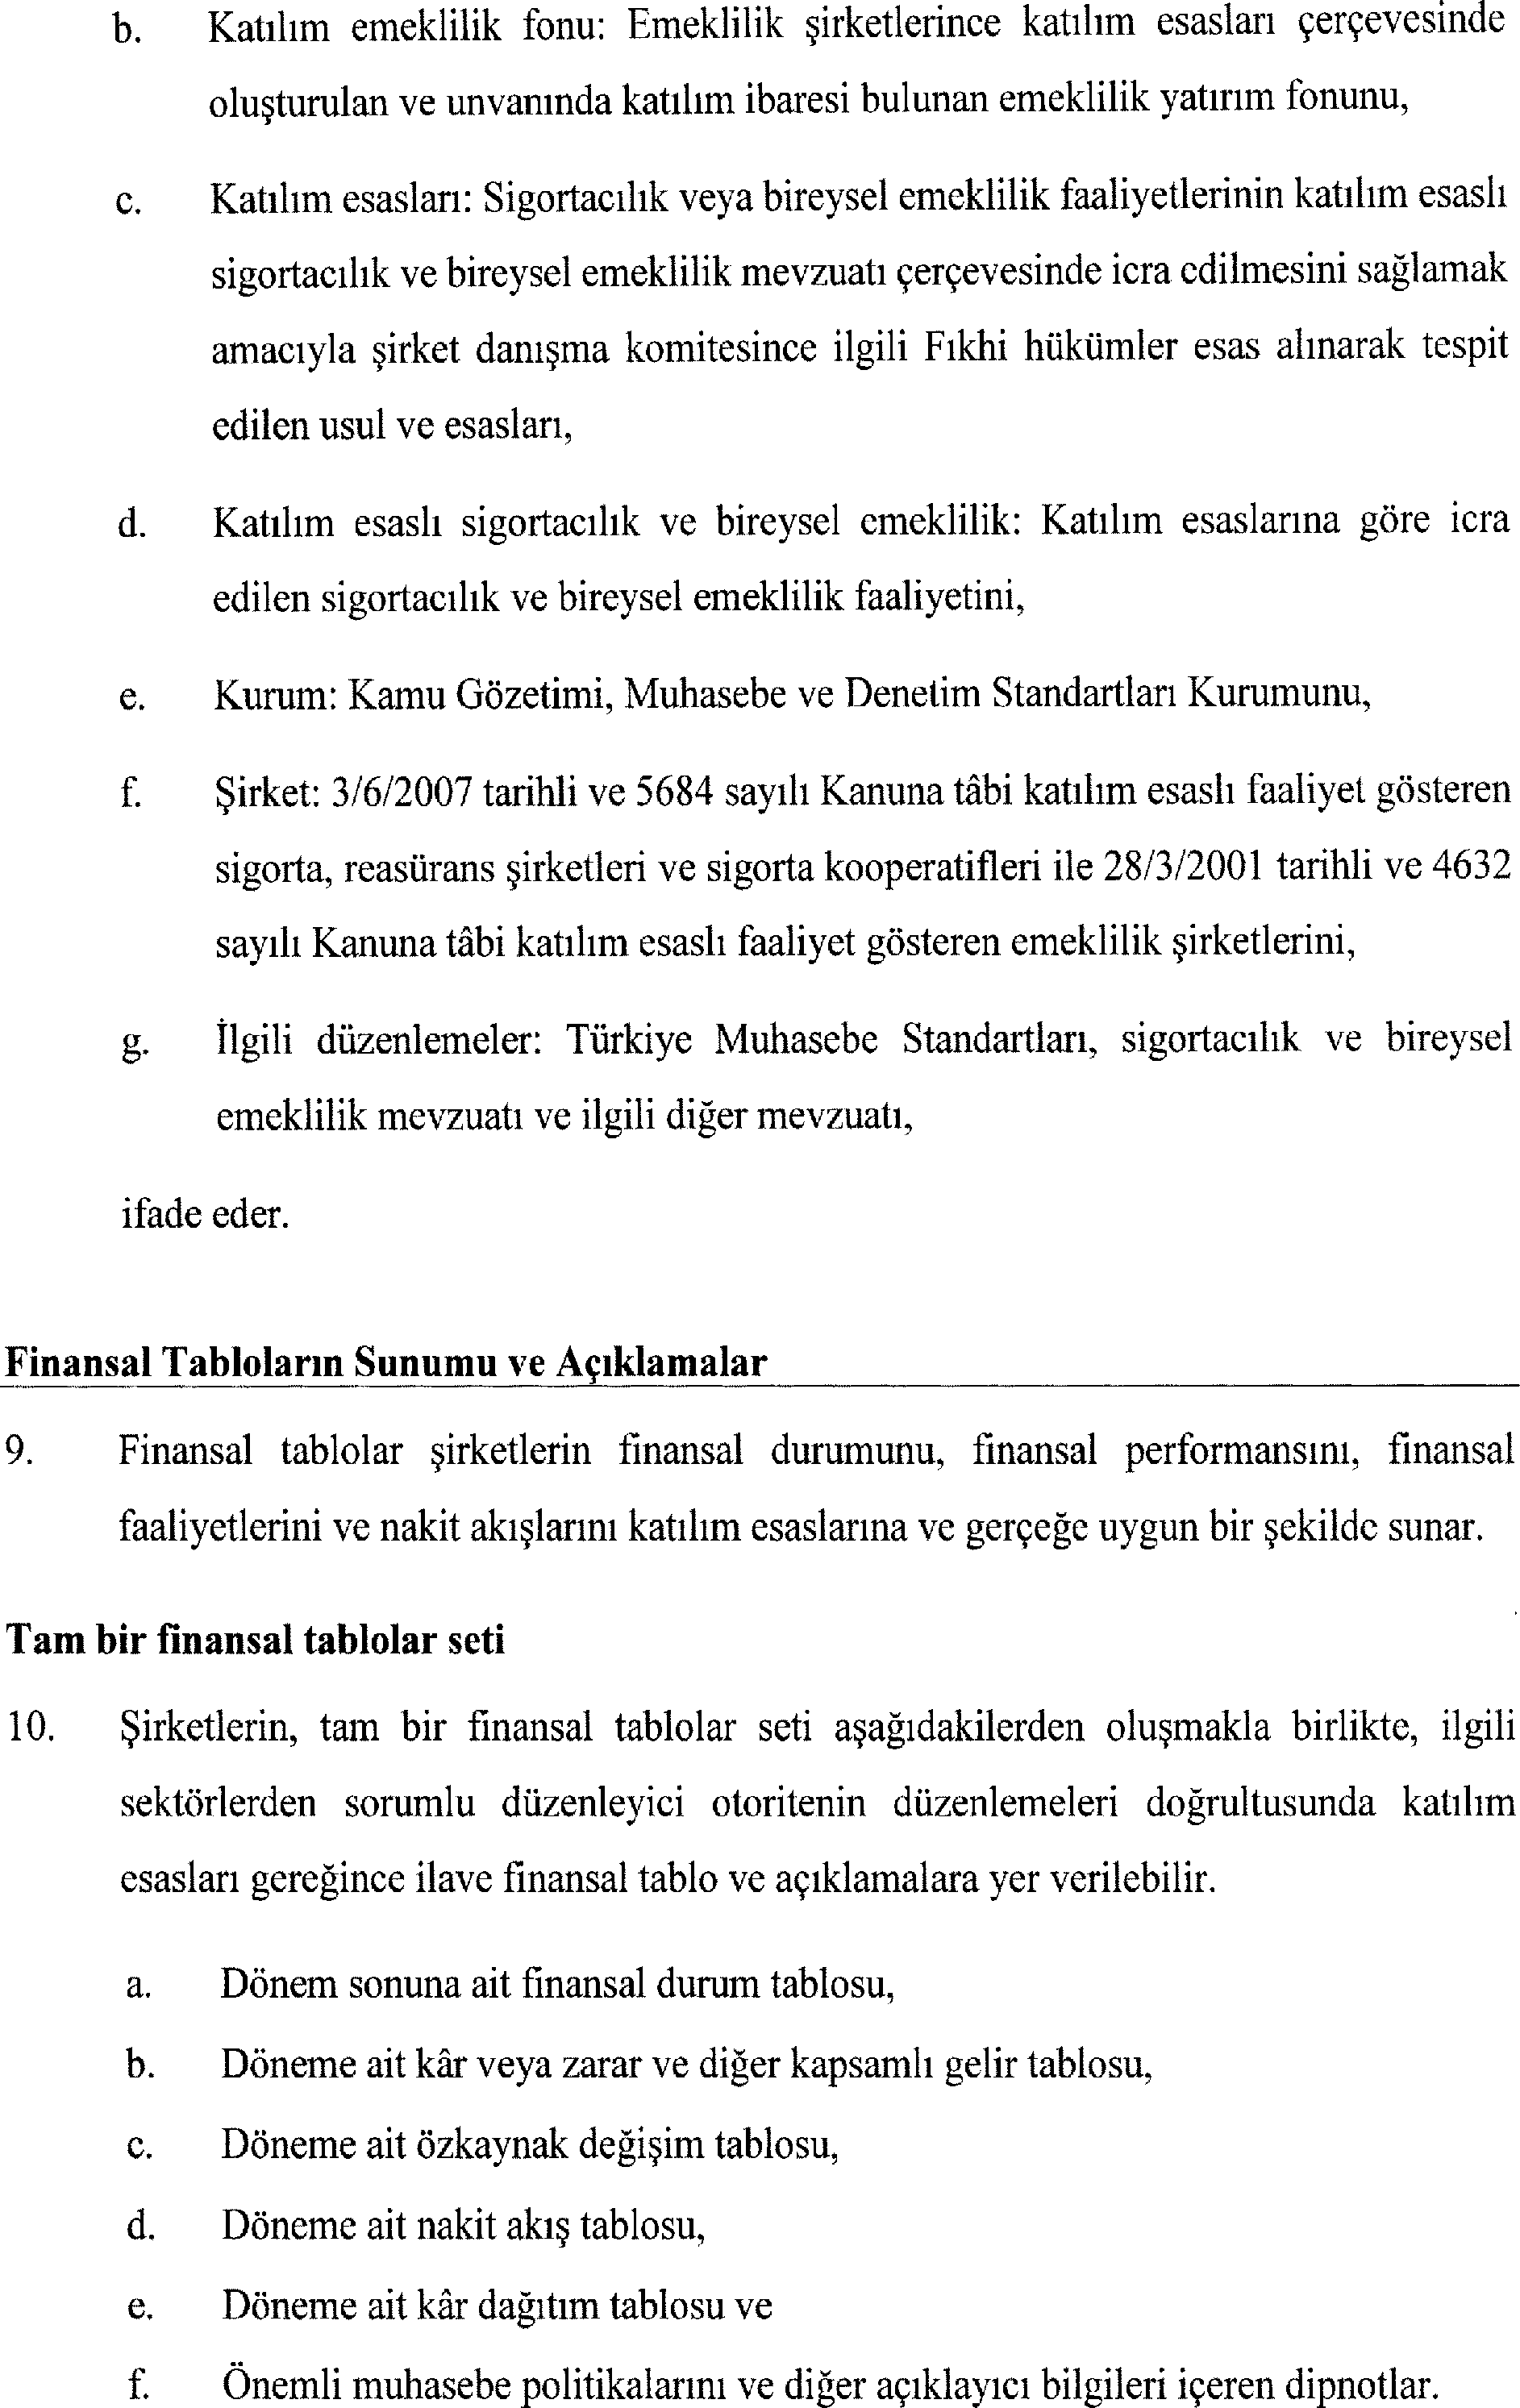 b. Katılım emeklilik fonu: Emeklilik şirketlerince katılım esasları çerçevesinde
oluşturulan ve unvanında katılım ibaresi bulunan emeklilik yatırım fonunu,
c. Katılım esasları: Sigortacılık veya bireysel emeklilik faaliyetlerinin katılım esaslı
sigortacılık ve bireysel emeklilik mevzuatı çerçevesinde icra edilmesini sağlamak
amacıyla şirket danışma komitesince ilgili Fıkhi hükümler esas alınarak tespit
edilen usul ve esasları,
d. Katılım esaslı sigortacılık ve bireysel emeklilik: Katılım esaslarına göre icra
edilen sigortacılık ve bireysel emeklilik faaliyetini,
e. Kurum: Kamu Gözetimi, Muhasebe ve Denetim Standartları Kurumunu,
f. Şirket: 3/6/2007 tarihli ve 5684 sayılı Kanuna tâbi katılım esaslı faaliyet gösteren
sigorta, reasürans şirketleri ve sigorta kooperatifleri ile 28/3/2001 tarihli ve 4632
sayılı Kanuna tâbi katılım esaslı faaliyet gösteren emeklilik şirketlerini,
g. İlgili düzenlemeler: Türkiye Muhasebe Standartları, sigortacılık ve bireysel
emeklilik mevzuatı ve ilgili diğer mevzuatı,
ifade eder.
Finansal Tabloların Sunumu ve Açıklamalar
9. Finansal tablolar şirketlerin finansal durumunu, finansal performansını, finansal
faaliyetlerini ve nakit akışlarını katılım esaslarına ve gerçeğe uygun bir şekilde sunar.
Tam bir finansal tablolar seti
10. Şirketlerin, tam bir finansal tablolar seti aşağıdakilerden oluşmakla birlikte, ilgili
sektörlerden sorumlu düzenleyici otoritenin düzenlemeleri doğrultusunda katılım
esasları gereğince ilave finansal tablo ve açıklamalara yer verilebilir.
a. Dönem sonuna ait finansal durum tablosu,
b. Döneme ait kâr veya zarar ve diğer kapsamlı gelir tablosu,
c. Döneme ait özkaynak değişim tablosu,
d. Döneme ait nakit akış tablosu,
e. Döneme ait kâr dağıtım tablosu ve
f. Önemli muhasebe politikalarını ve diğer açıklayıcı bilgileri içeren dipnotlar.